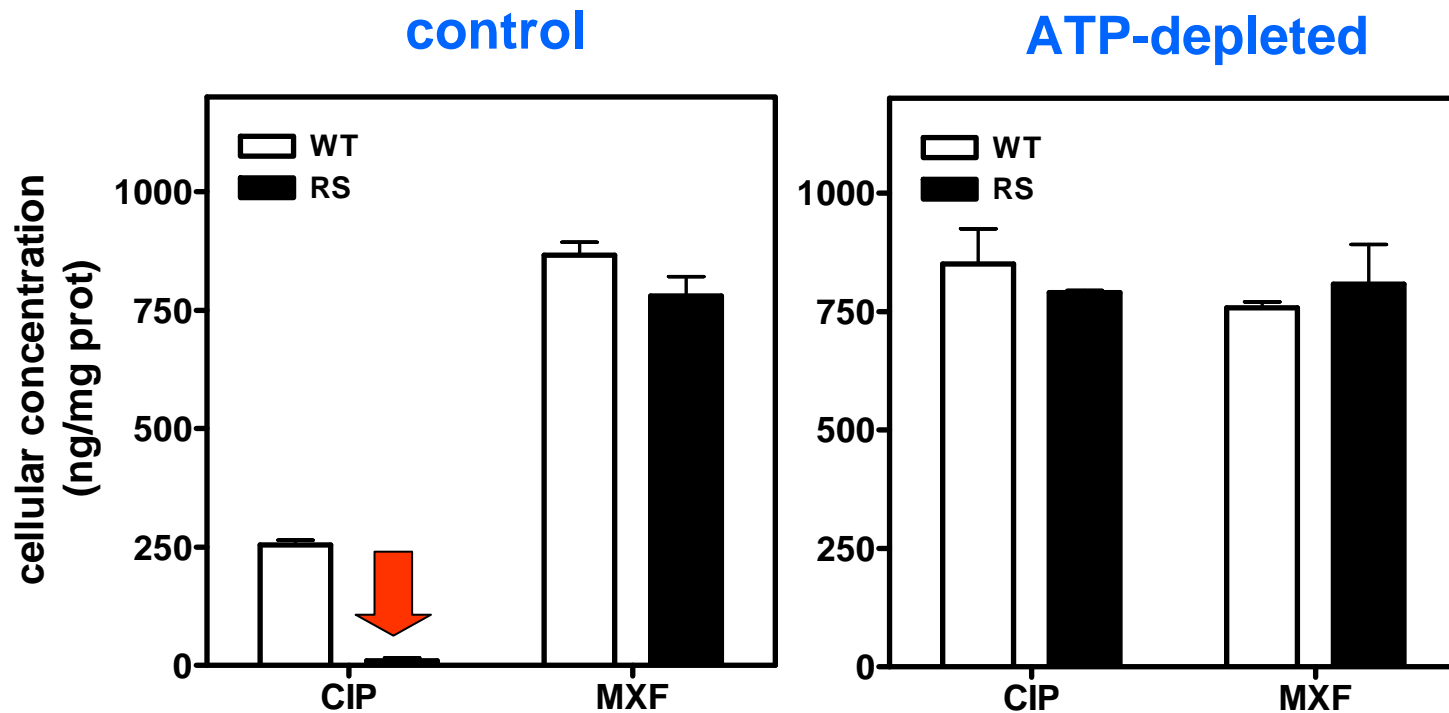 control
ATP-depleted
cellular concentration
(ng/mg prot)
WT
RS
1000
750
500
250
0
CIP
MXF
WT
RS
1000
750
500
250
0
CIP
MXF